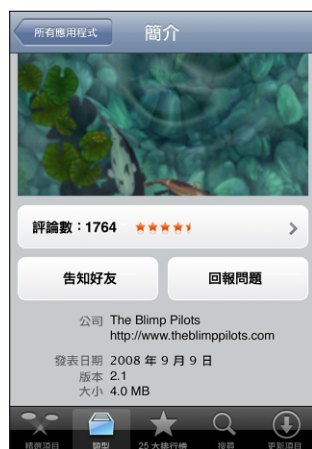 所有應用程式
簡介
評論數：1764
告知好友
回報問題
公司 The Blimp Pilots
http://www.theblimppilots.com
發表日期 2008 年 9 月 9 日
版本 2.1
大小 4.0 MB
精選項目 類型 25 大排行榜 搜尋 更新項目